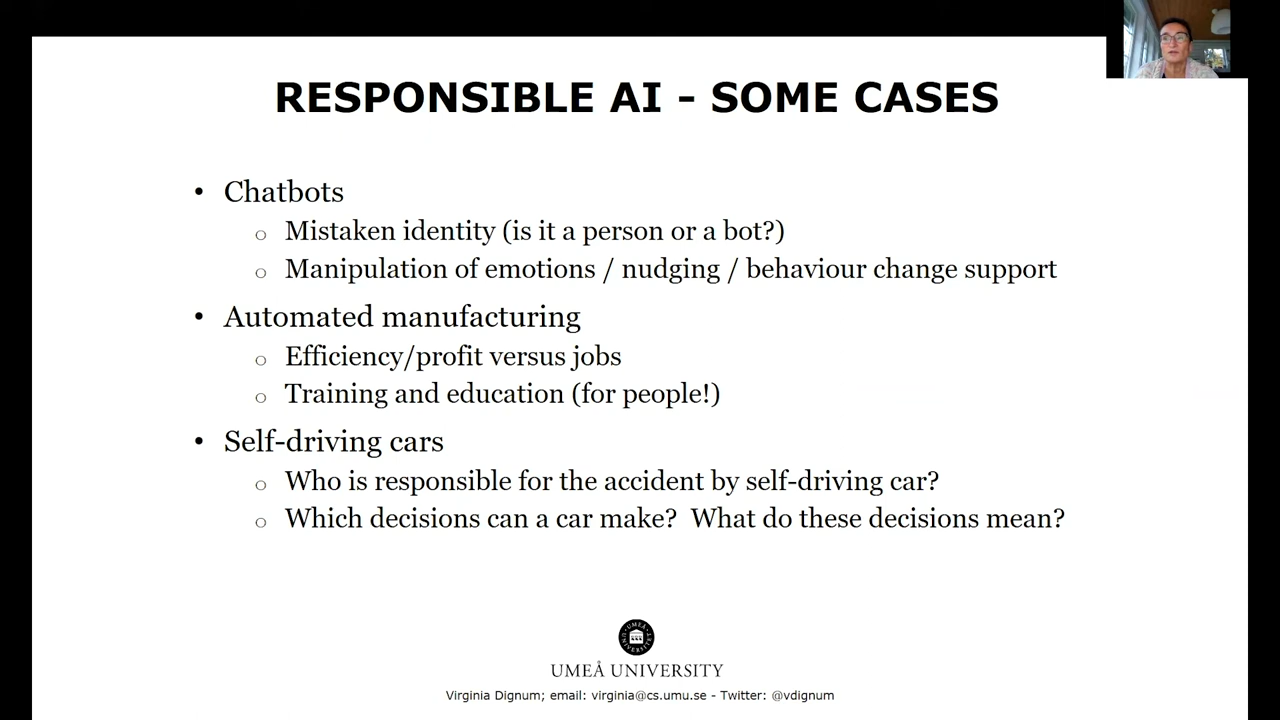 RESPONSIBLE AI - SOME CASES
• Chatbots
o Mistaken identity (is it a person or a bot?)
o Manipulation of emotions / nudging / behaviour change support
• Automated manufacturing
o Efficiency/profit versus jobs
o Training and education (for people!)
• Self-driving cars
o Who is responsible for the accident by self-driving car?
o Which decisions can a car make? What do these decisions mean?
UMEÅ UNIVERSITY
Virginia Dignum; email: virginia@cs.umu.se - Twitter: @vdignum